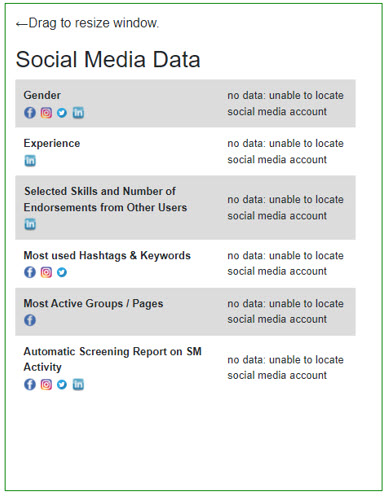 ←Drag to resize window.
Social Media Data
Gender
no data: unable to locate
social media account
Experience
no data: unable to locate
social media account
Selected Skills and Number of
Endorsements from Other Users
no data: unable to locate
social media account
Most used Hashtags & Keywords
no data: unable to locate
social media account
Most Active Groups / Pages
no data: unable to locate
social media account
Automatic Screening Report on SM
Activity
no data: unable to locate
social media account